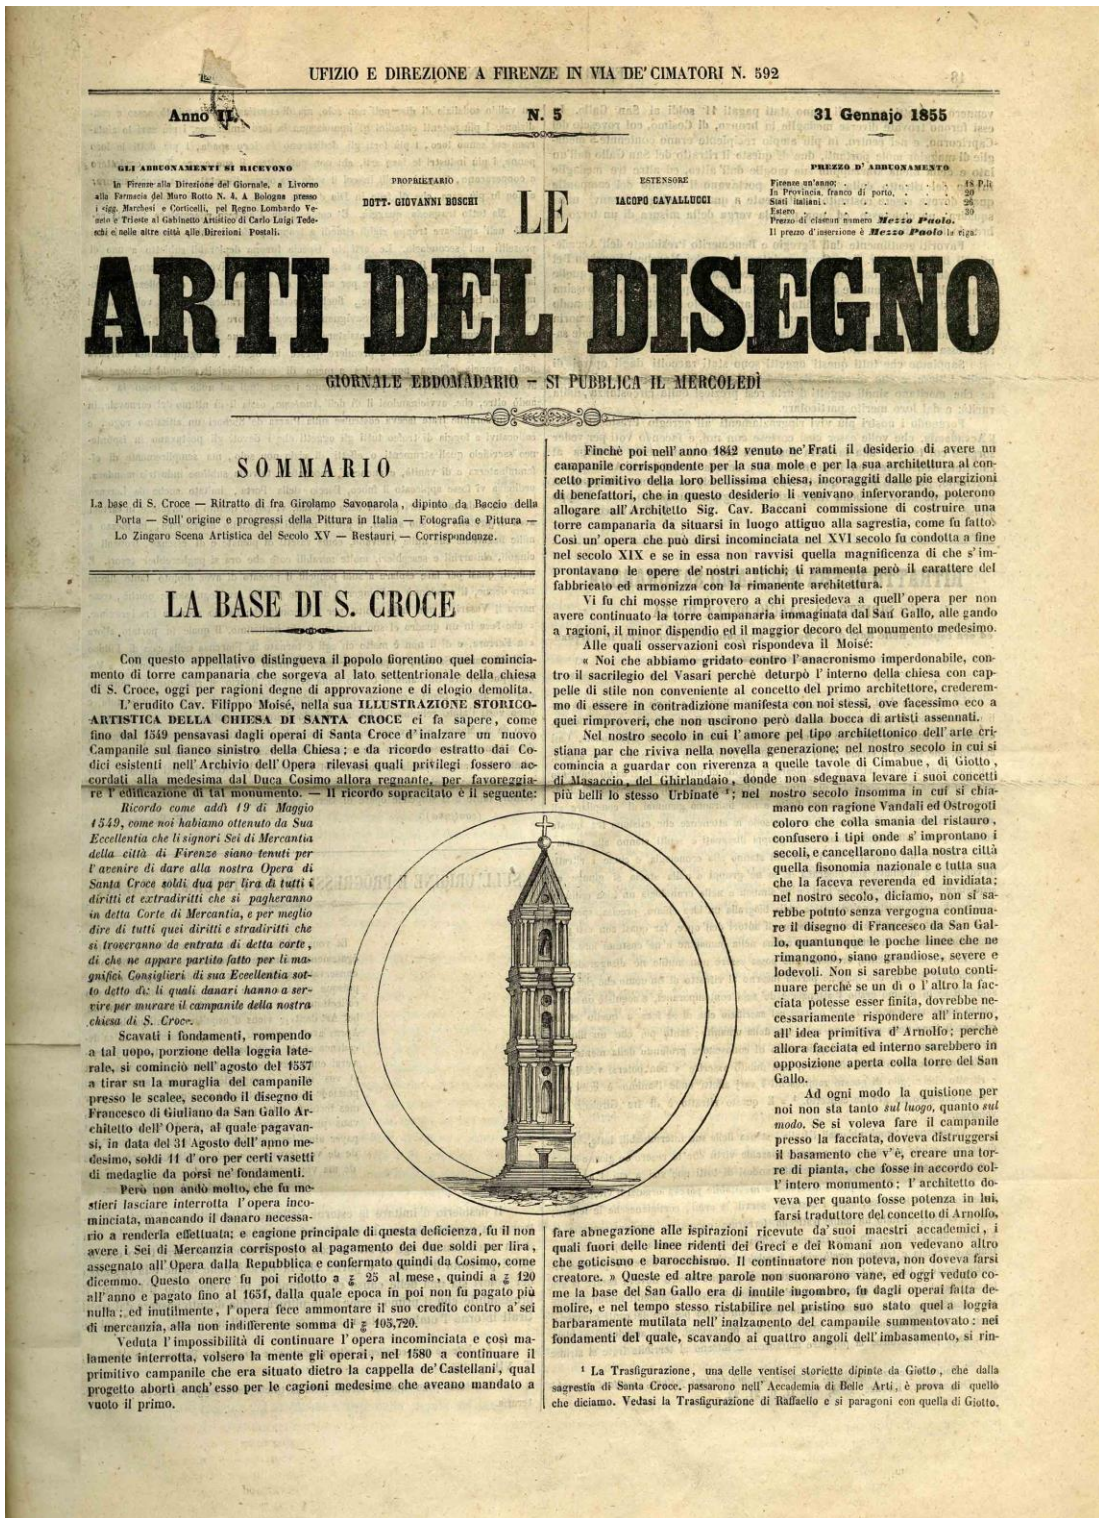 UFIZIO E DIREZIONE A FIRENZE IN VIA DE' CIMATORI N. 592
Anno II.
N. 5
31 Gennajo 1855
GLI ABBUONAMENTI SI RICEVONO
In Firenze alla Direzione del Giornale, a Livorno
alla Farmacia del Muro Rotto N. 4, A Bologna presso
i sigg. Marchesi e Corticelli, pel Regno Lombardo Ve-
neto e Trieste al Gabinetto Artistico di Carlo Luigi Tede-
schi e nelle altre città alle Direzioni Postali.
PROPRIETARIO
DOTT. GIOVANNI BOSCHI
ESTENSORE
IACOPO CAVALLUCCI
PREZZO D' ABBUONAMENTO
Firenze un'anno; . . . . . 18 P.li
In Provincia, franco di porto, . . 20
Stati italiani . . . . . . 26
Estero . . . . . . . 30
Prezzo di ciascun numero Mezzo Paolo.
Il prezzo d'inserzione è Mezzo Paolo la riga.
LE
ARTI DEL DISEGNO
GIORNALE EBDOMADARIO – SI PUBBLICA IL MERCOLEDÌ
SOMMARIO
La base di S. Croce — Ritratto di fra Girolamo Savonarola, dipinto da Baccio della
Porta — Sull' origine e progressi della Pittura in Italia — Fotografia e Pittura —
Lo Zingaro Scena Artistica del Secolo XV — Restauri — Corrispondenze.
LA BASE DI S. CROCE
Con questo appellativo distingueva il popolo fiorentino quel comincia-
mento di torre campanaria che sorgeva al lato settentrionale della chiesa
di S. Croce, oggi per ragioni degne di approvazione e di elogio demolita.
L'erudito Cav. Filippo Moisé, nella sua ILLUSTRAZIONE STORICO-
ARTISTICA DELLA CHIESA DI SANTA CROCE ci fa sapere, come
fino dal 1549 pensavasi dagli operai di Santa Croce d'inalzare un nuovo
Campanile sul fianco sinistro della Chiesa; e da ricordo estratto dai Co-
dici esistenti nell'Archivio dell'Opera rilevasi quali privilegi fossero ac-
cordati alla medesima dal Duca Cosimo allora regnante, per favoreggia-
re l'edificazione di tal monumento. — Il ricordo sopracitato è il seguente:
Ricordo come addì 19 di Maggio
1549, come noi habiamo ottenuto da Sua
Eccellentia che li signori Sei di Mercantia
della città di Firenze siano tenuti per
l'avenire di dare alla nostra Opera di
Santa Croce soldi dua per lira di tutti i
diritti et extradiritti che si pagheranno
in detta Corte di Mercantia, e per meglio
dire di tutti quei diritti e stradiritti che
si troveranno de entrata di detta corte,
di che ne appare partito fatto per li ma-
gnifici Consiglieri di sua Eccellentia sot-
to detto dì: li quali danari hanno a ser-
vire per murare il campanile della nostra
chiesa di S. Croce.
Scavati i fondamenti, rompendo
a tal uopo, porzione della loggia late-
rale, si cominciò nell'agosto del 1557
a tirar su la muraglia del campanile
presso le scalee, secondo il disegno di
Francesco di Giuliano da San Gallo Ar-
chitetto dell'Opera, al quale pagavan-
si, in data del 31 Agosto dell'anno me-
desimo, soldi 11 d'oro per certi vasetti
di medaglie da porsi ne' fondamenti.
Però non andò molto, che fu me-
stieri lasciare interrotta l'opera inco-
minciata, mancando il danaro necessa-
rio a renderla effettuata; e cagione principale di questa deficienza, fu il non
avere i Sei di Mercanzia corrisposto al pagamento dei due soldi per lira,
assegnato all'Opera dalla Repubblica e confermato quindi da Cosimo, come
dicemmo. Questo onere fu poi ridotto a 25 al mese, quindi a 120
all'anno e pagato fino al 1651, dalla quale epoca in poi non fu pagato più
nulla; ed inutilmente, l'opera fece ammontare il suo credito contro a'sei
di mercanzia, alla non indifferente somma di 105,720.
Veduta l'impossibilità di continuare l'opera incominciata e così ma-
lamente interrotta, volsero la mente gli operai, nel 1580 a continuare il
primitivo campanile che era situato dietro la cappella de'Castellani, qual
progetto abortì anch'esso per le cagioni medesime che aveano mandato a
vuoto il primo.
Finchè poi nell'anno 1842 venuto ne'Frati il desiderio di avere un
campanile corrispondente per la sua mole e per la sua architettura al con-
cetto primitivo della loro bellissima chiesa, incoraggiti dalle pie elargizioni
di benefattori, che in questo desiderio li venivano infervorando, poterono
allogare all'Architetto Sig. Cav. Baccani commisione di costruire una
torre campanaria da situarsi in luogo attiguo alla sagrestia, come fu fatto.
Così un'opera che può dirsi incominciata nel XVI secolo fu condotta a fine
nel secolo XIX e se in essa non ravvisi quella magnificenza di che s'im-
prontavano le opere de'nostri antichi; ti rammenta però il carattere del
fabbricato ed armonizza con la rimanente architettura.
Vi fu chi mosse rimprovero a chi presiedeva a quell'opera per non
avere continuato la torre campanaria immaginata dal San Gallo, alle gando
a ragioni, il minor dispendio ed il maggior decoro del monumento medesimo.
Alle quali osservazioni così rispondeva il Moisé:
« Noi che abbiamo gridato contro l'anacronismo imperdonabile, con-
tro il sacrilegio del Vasari perchè deturpò l'interno della chiesa con cap-
pelle di stile non conveniente al concetto del primo architettore, crederem-
mo di essere in contradizione manifesta con noi stessi, ove facessimo eco a
quei rimproveri, che non uscirono però dalla bocca di artisti assennati.
Nel nostro secolo in cui l'amore pel tipo architettonico dell'arte cri-
stiana par che riviva nella novella generazione; nel nostro secolo in cui si
comincia a guardar con riverenza a quelle tavole di Cimabue, di Giotto,
di Masaccio, del Ghirlandaio, donde non sdegnava levare i suoi concetti
più belli lo stesso Urbinate ¹; nel nostro secolo insomma in cui si chia-
mano con ragione Vandali ed Ostrogoti
coloro che colla smania del ristauro,
confusero i tipi onde s'improntano i
secoli, e cancellarono dalla nostra città
quella fisonomia nazionale e tutta sua
che la faceva reverenda ed invidiata;
nel nostro secolo, diciamo, non si sa-
rebbe potuto senza vergogna continua-
re il disegno di Francesco da San Gal-
lo, quantunque le poche linee che ne
rimangono, siano grandiose, severe e
lodevoli. Non si sarebbe potuto conti-
nuare perchè se un dì o l'altro la fac-
ciata potesse esser finita, dovrebbe ne-
cessariamente rispondere all'interno,
all'idea primitiva d'Arnolfo; perchè
allora facciata ed interno sarebbero in
opposizione aperta colla torre del San
Gallo.
Ad ogni modo la quistione per
noi non sta tanto sul luogo, quanto sul
modo. Se si voleva fare il campanile
presso la facciata, doveva distruggersi
il basamento che v'è, creare una tor-
re di pianta, che fosse in accordo col-
l'intero monumento; l'architetto do-
veva per quanto fosse potenza in lui,
farsi traduttore del concetto di Arnolfo,
fare abnegazione alle ispirazioni ricevute da'suoi maestri accademici, i
quali fuori delle linee ridenti dei Greci e dei Romani non vedevano altro
che goticismo e barocchismo. Il continuatore non poteva, non doveva farsi
creatore. » Queste ed altre parole non suonarono vane, ed oggi veduto co-
me la base del San Gallo era di inutile ingombro, fu dagli operai fatta de-
molire, e nel tempo stesso ristabilire nel pristino suo stato quel a loggia
barbaramente mutilata nell'inalzamento del campanile summentovato: nei
fondamenti del quale, scavando ai quattro angoli dell'imbasamento, si rin-
¹ La Trasfigurazione, una delle ventisei storiette dipinte da Giotto, che dalla
sagrestia di Santa Croce. passarono nell'Accademia di Belle Arti, è prova di quello
che diciamo. Vedasi la Trasfigurazione di Raffaello e si paragoni con quella di Giotto.